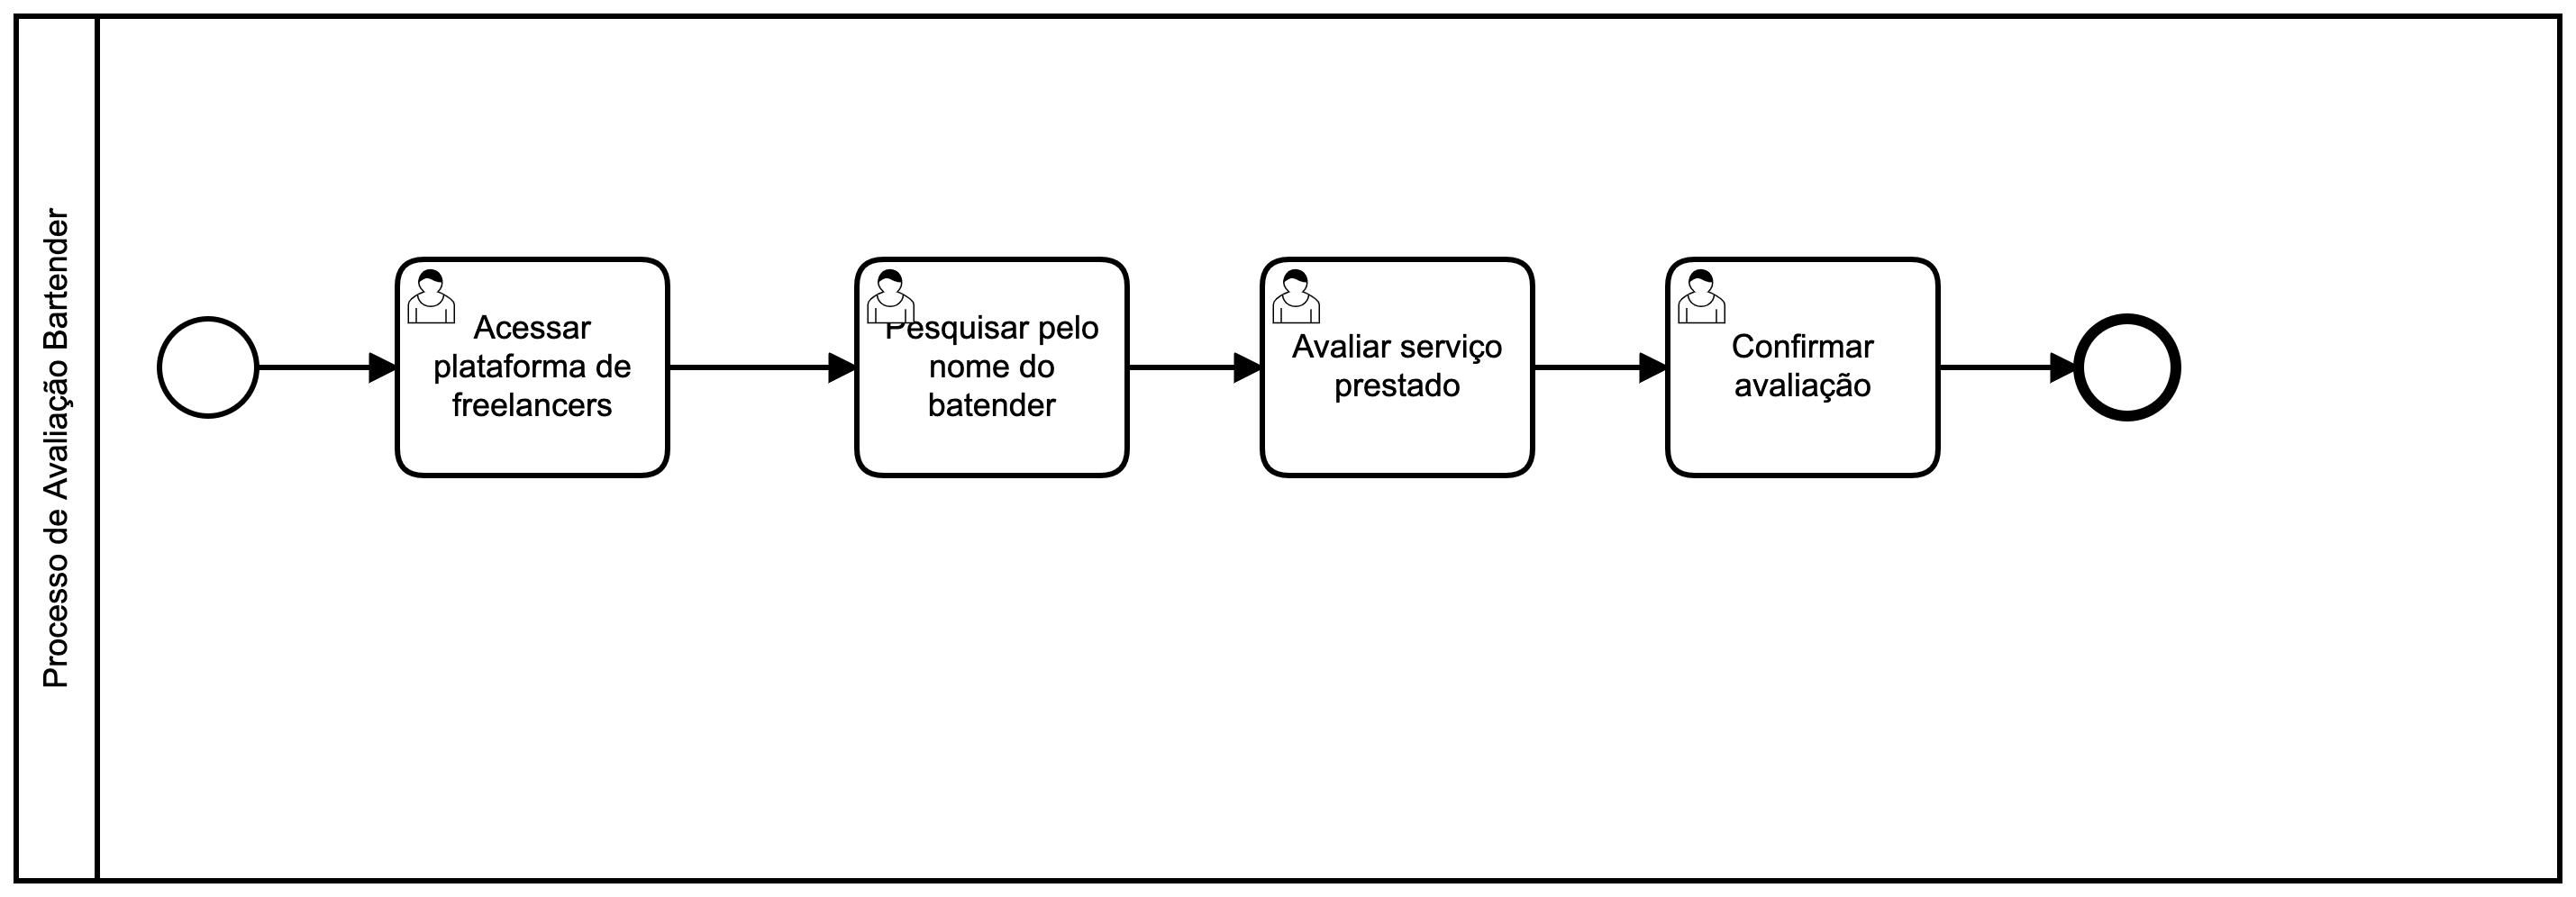 Processo de Avaliação Bartender
Acessar
plataforma de
freelancers
Pesquisar pelo
nome do
batender
Avaliar serviço
prestado
Confirmar
avaliação